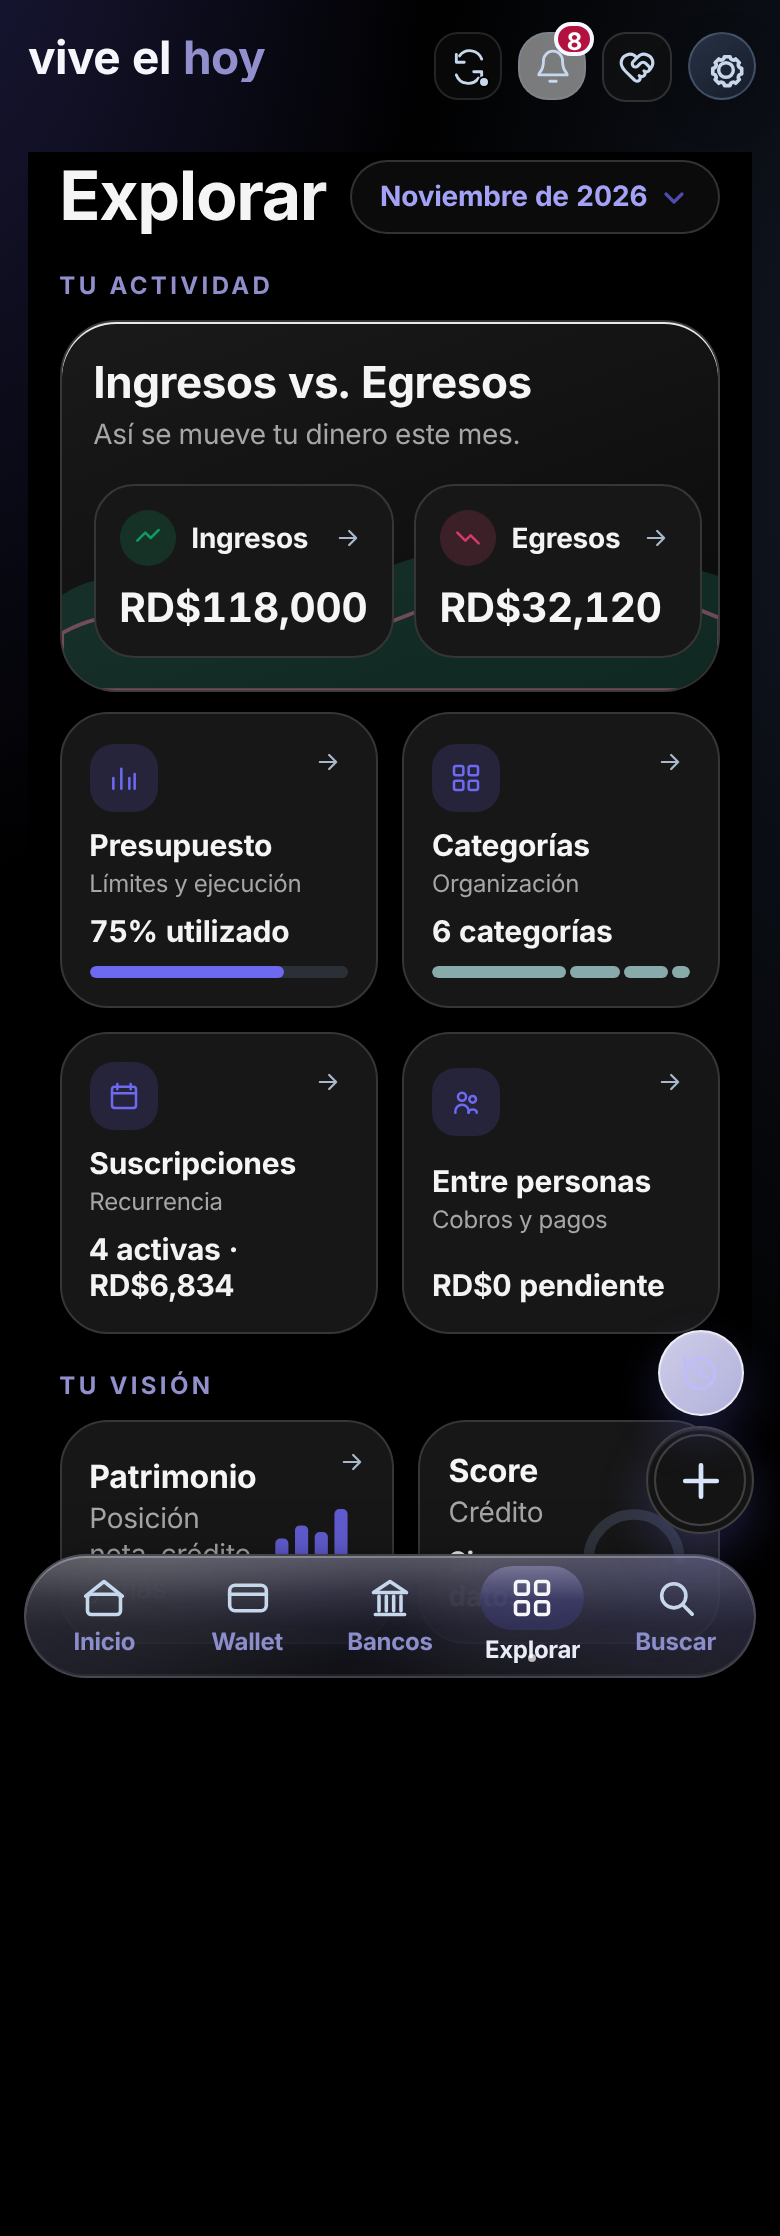 vive el hoy
8
Explorar
Noviembre de 2026
TU ACTIVIDAD
Ingresos vs. Egresos
Así se mueve tu dinero este mes.
Ingresos
RD$118,000
Egresos
RD$32,120
Presupuesto
Límites y ejecución
75% utilizado
Categorías
Organización
6 categorías
Suscripciones
Recurrencia
4 activas ·
RD$6,834
Entre personas
Cobros y pagos
RD$0 pendiente
TU VISIÓN
Patrimonio
Posición
neta, crédito
Score
Crédito
Inicio
Wallet
Bancos
Explorar
Buscar